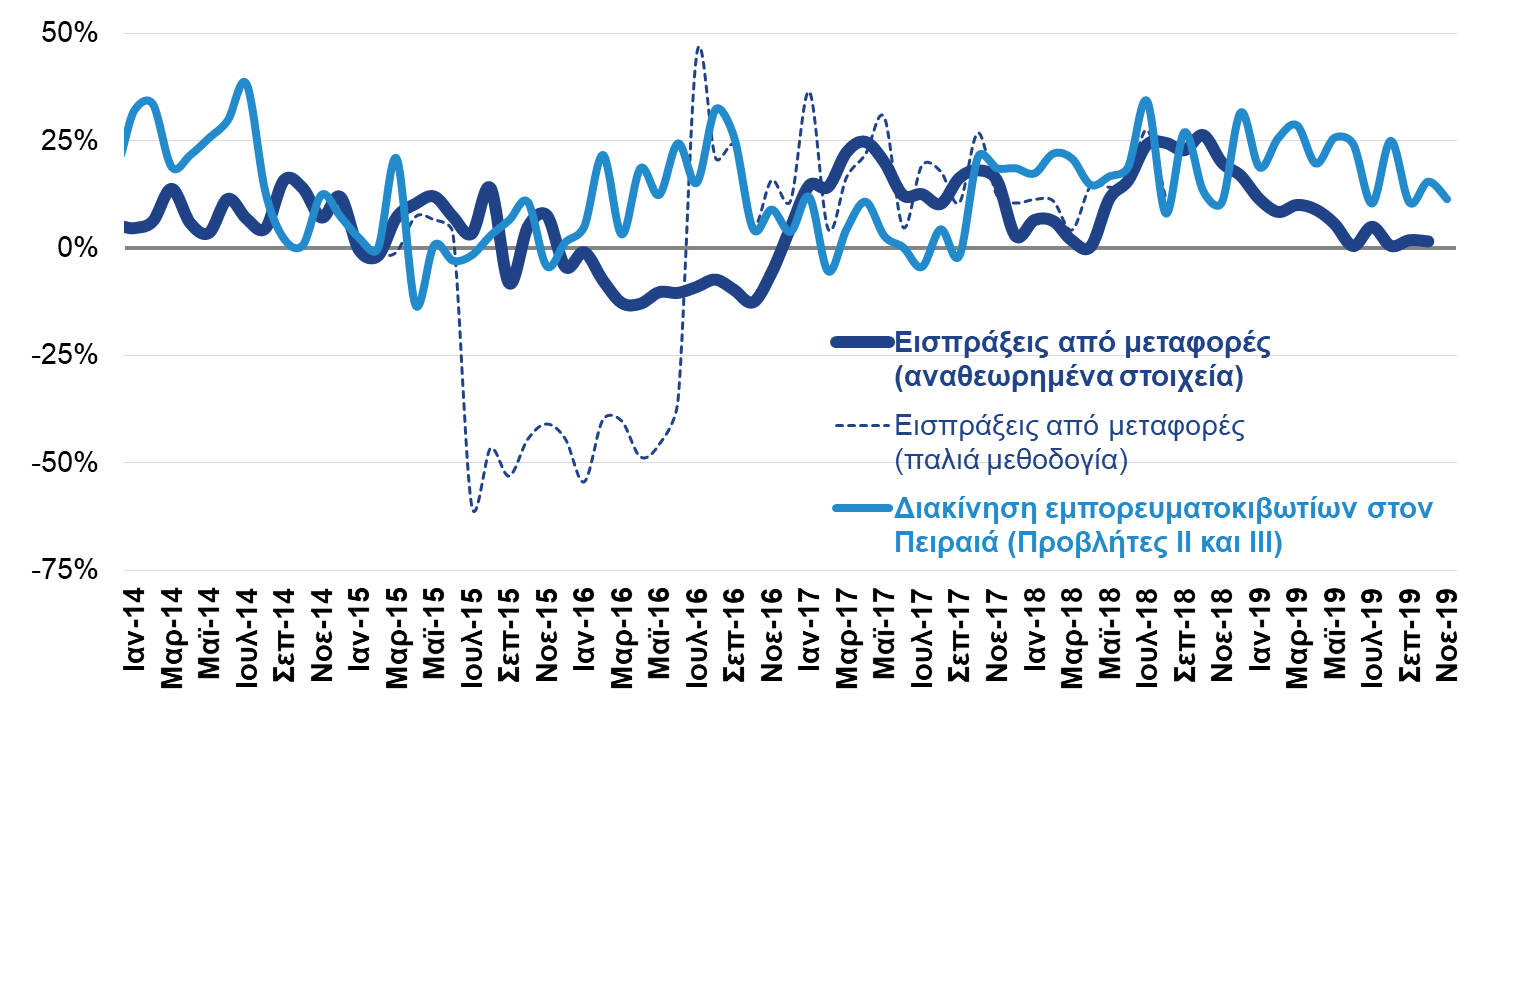 50%
25%
0%
-25%
-50%
-75%
Εισπράξεις από μεταφορές
(αναθεωρημένα στοιχεία)
Εισπράξεις από μεταφορές
(παλιά μεθοδογία)
Διακίνηση εμπορευματοκιβωτίων στον
Πειραιά (Προβλήτες ΙΙ και ΙΙΙ)
Ιαν-14
Μαρ-14
Μαϊ-14
Ιουλ-14
Σεπ-14
Νοε-14
Ιαν-15
Μαρ-15
Μαϊ-15
Ιουλ-15
Σεπ-15
Νοε-15
Ιαν-16
Μαρ-16
Μαϊ-16
Ιουλ-16
Σεπ-16
Νοε-16
Ιαν-17
Μαρ-17
Μαϊ-17
Ιουλ-17
Σεπ-17
Νοε-17
Ιαν-18
Μαρ-18
Μαϊ-18
Ιουλ-18
Σεπ-18
Νοε-18
Ιαν-19
Μαρ-19
Μαϊ-19
Ιουλ-19
Σεπ-19
Νοε-19